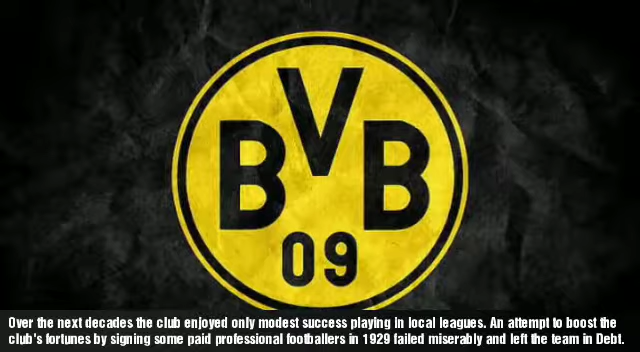 BVB
09
Over the next decades the club enjoyed only modest success playing in local leagues. An attempt to boost the
club's fortunes by signing some paid professional footballers in 1929 failed miserably and left the team in Debt.